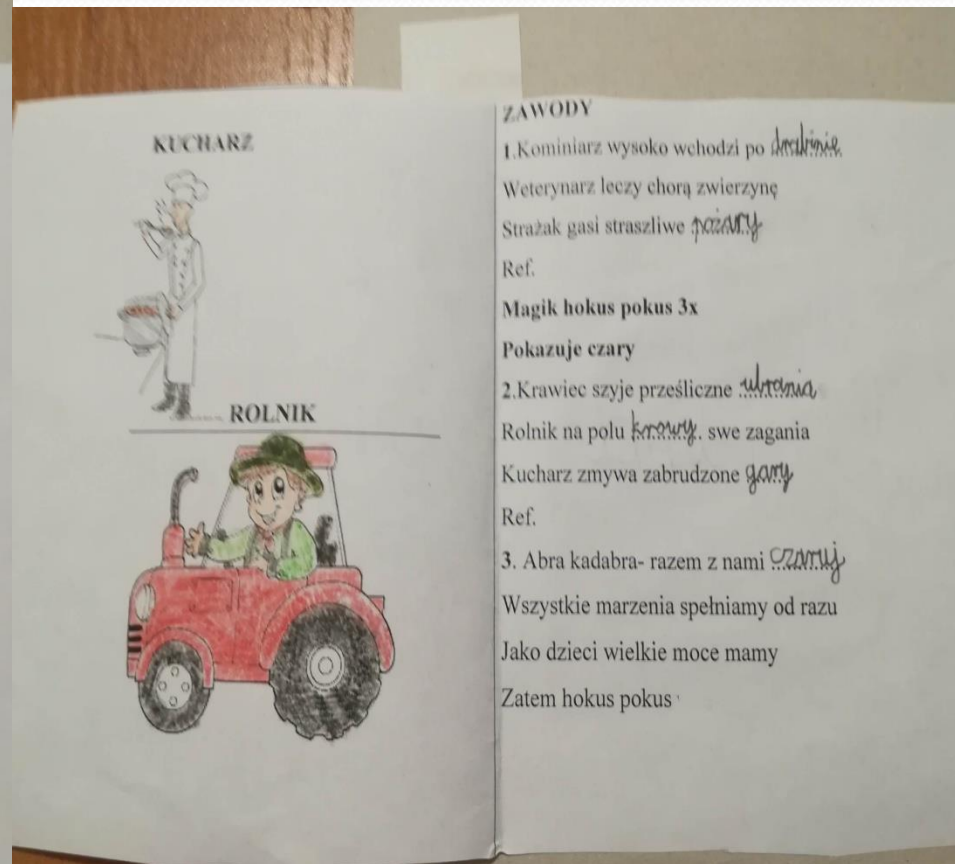 KUCHARZ
ROLNIK
ZAWODY
1.Kominiarz wysoko wchodzi po drabinie.
Weterynarz leczy chorą zwierzynę
Strażak gasi straszliwe pożary
Ref.
Magik hokus pokus 3x
Pokazuje czary
2.Krawiec szyje prześliczne ubrania
Rolnik na polu krowy. swe zagania
Kucharz zmywa zabrudzone gary
Ref.
3. Abra kadabra- razem z nami czaruj
Wszystkie marzenia spełniamy od razu
Jako dzieci wielkie moce mamy
Zatem hokus pokus